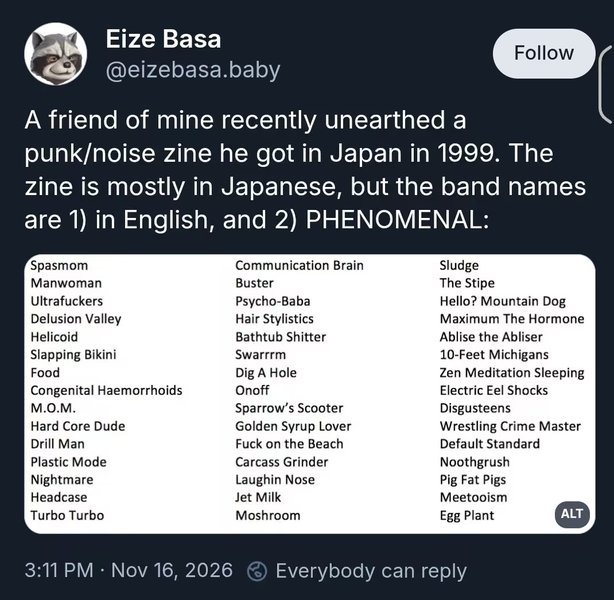 Eize Basa
@eizebasa.baby
Follow
A friend of mine recently unearthed a
punk/noise zine he got in Japan in 1999. The
zine is mostly in Japanese, but the band names
are 1) in English, and 2) PHENOMENAL:
Spasmom
Manwoman
Ultrafuckers
Delusion Valley
Helicoid
Slapping Bikini
Food
Congenital Haemorrhoids
M.O.M.
Hard Core Dude
Drill Man
Plastic Mode
Nightmare
Headcase
Turbo Turbo
Communication Brain
Buster
Psycho-Baba
Hair Stylistics
Bathtub Shitter
Swarrrm
Dig A Hole
Onoff
Sparrow's Scooter
Golden Syrup Lover
Fuck on the Beach
Carcass Grinder
Laughin Nose
Jet Milk
Moshroom
Sludge
The Stipe
Hello? Mountain Dog
Maximum The Hormone
Ablise the Abliser
10-Feet Michigans
Zen Meditation Sleeping
Electric Eel Shocks
Disgusteens
Wrestling Crime Master
Default Standard
Noothgrush
Pig Fat Pigs
Meetooism
Egg Plant
ALT
3:11 PM · Nov 16, 2026 Everybody can reply